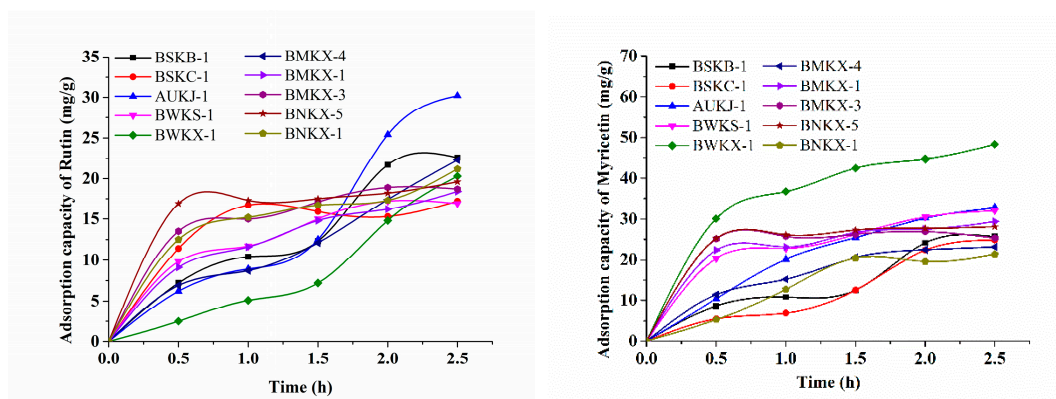 Adsorption capacity of Rutin (mg/g)
35
30
25
20
15
10
5
0
BSKB-1
BSKC-1
AUKJ-1
BWKS-1
BWKX-1
BMKX-4
BMKX-1
BMKX-3
BNKX-5
BNKX-1
0.0 0.5 1.0 1.5 2.0 2.5
Time (h)
Adsorption capacity of Myricetin (mg/g)
70
60
50
40
30
20
10
0
BSKB-1
BSKC-1
AUKJ-1
BWKS-1
BWKX-1
BMKX-4
BMKX-1
BMKX-3
BNKX-5
BNKX-1
0.0 0.5 1.0 1.5 2.0 2.5
Time (h)